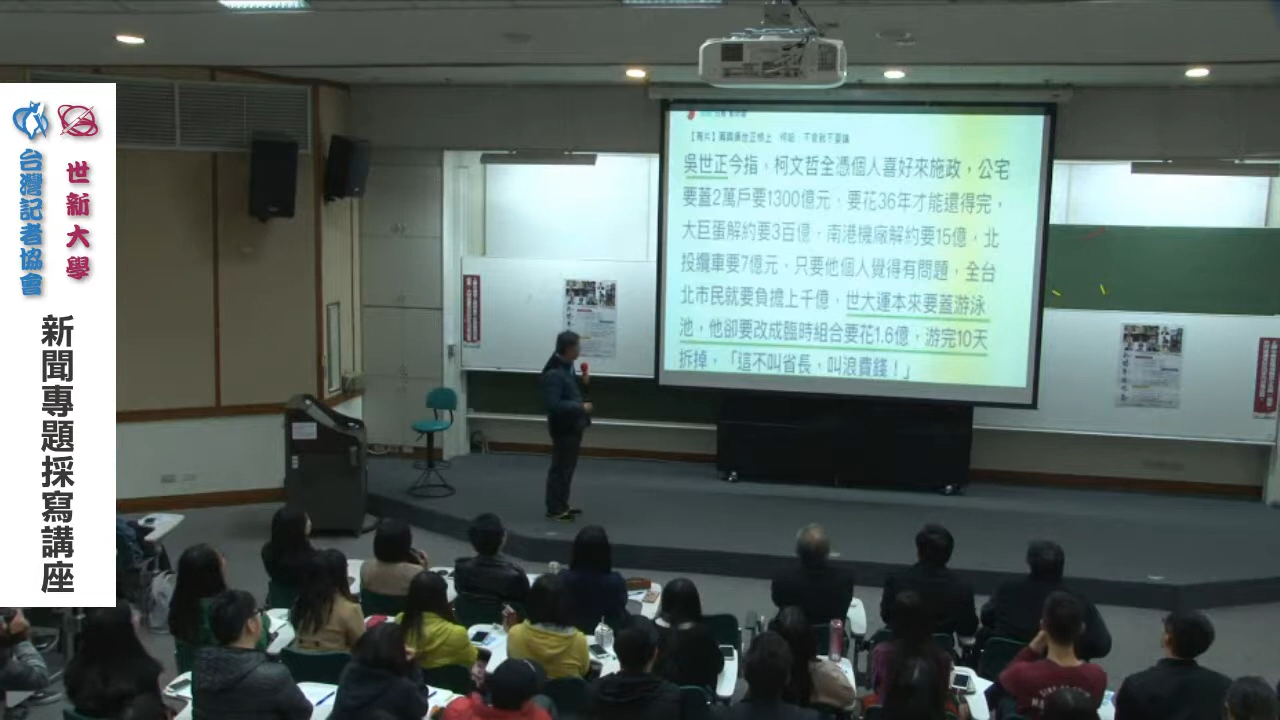 世新大學
台灣記者協會
新聞專題採寫講座
吳世正今指，柯文哲全憑個人喜好來施政，公宅
要蓋2萬戶要1300億元，要花36年才能還得完，
大巨蛋解約要3百億，南港機廠解約要15億，北
投纜車要7億元，只要他個人覺得有問題，全台
北市民就要負擔上千億，世大運本來要蓋游泳
池，他卻要改成臨時組合要花1.6億，游完10天
拆掉，「這不叫省長，叫浪費錢！」